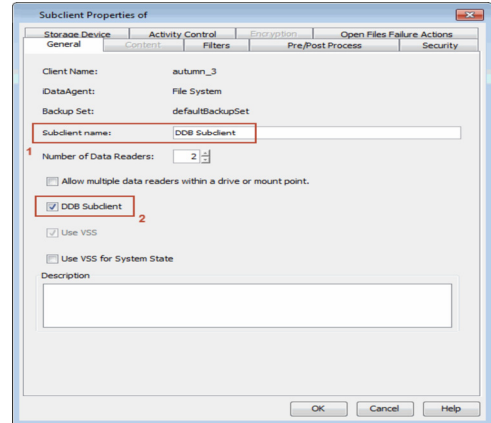 Subclient Properties of
Storage Device Activity Control Encryption Open Files Failure Actions
General Content Filters Pre/Post Process Security
Client Name: autumn_3
iDataAgent: File System
Backup Set: defaultBackupSet
Subclient name: DDB Subclient
1
Number of Data Readers: 2
Allow multiple data readers within a drive or mount point.
DDB Subclient
2
Use VSS
Use VSS for System State
Description
OK Cancel Help